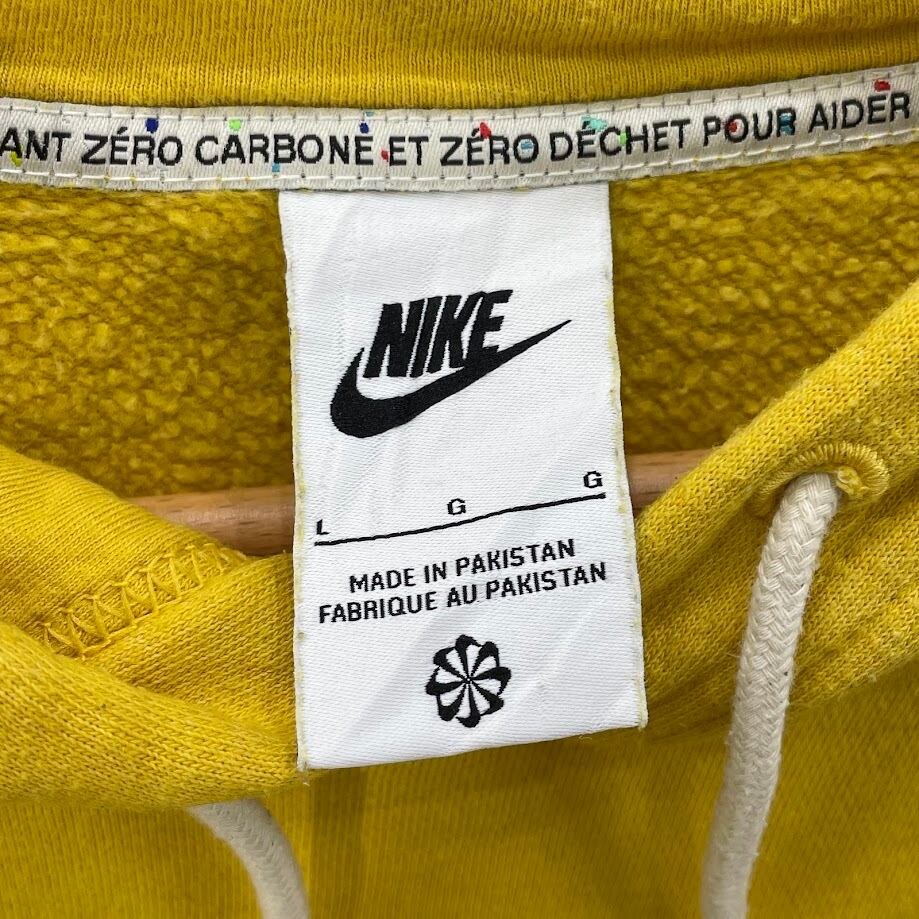 ANT ZÉRO CARBONE ET ZÉRO DÉCHET POUR AIDER
NIKE
L G G
MADE IN PAKISTAN
FABRIQUE AU PAKISTAN